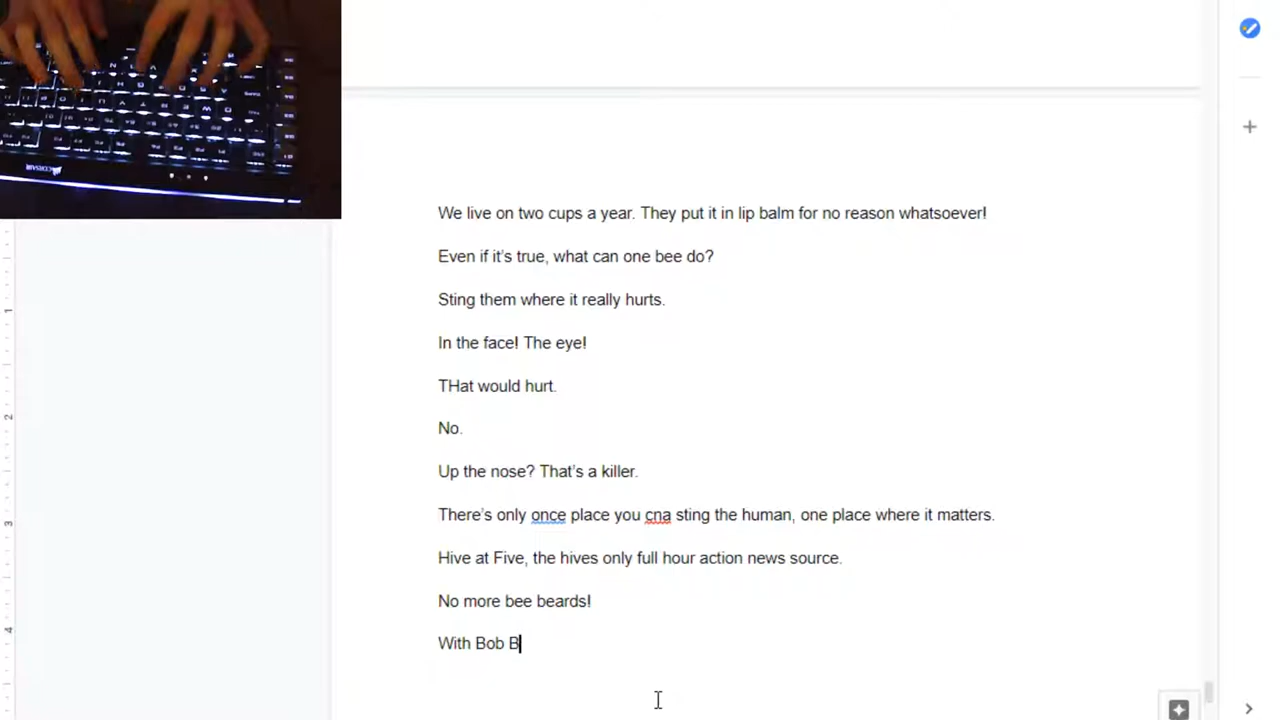 We live on two cups a year. They put it in lip balm for no reason whatsoever!
Even if it's true, what can one bee do?
Sting them where it really hurts.
In the face! The eye!
THat would hurt.
No.
Up the nose? That's a killer.
There's only once place you cna sting the human, one place where it matters.
Hive at Five, the hives only full hour action news source.
No more bee beards!
With Bob B
1
2
3
4